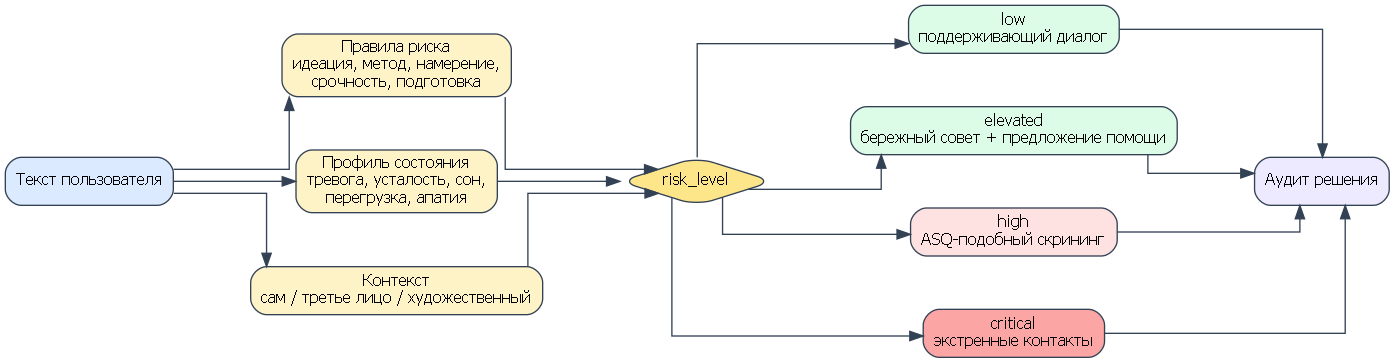 Текст пользователя
Правила риска
идеация, метод, намерение,
срочность, подготовка
Профиль состояния
тревога, усталость, сон,
перегрузка, апатия
Контекст
сам / третье лицо / художественный
risk_level
low
поддерживающий диалог
elevated
бережный совет + предложение помощи
high
ASQ-подобный скрининг
critical
экстренные контакты
Аудит решения